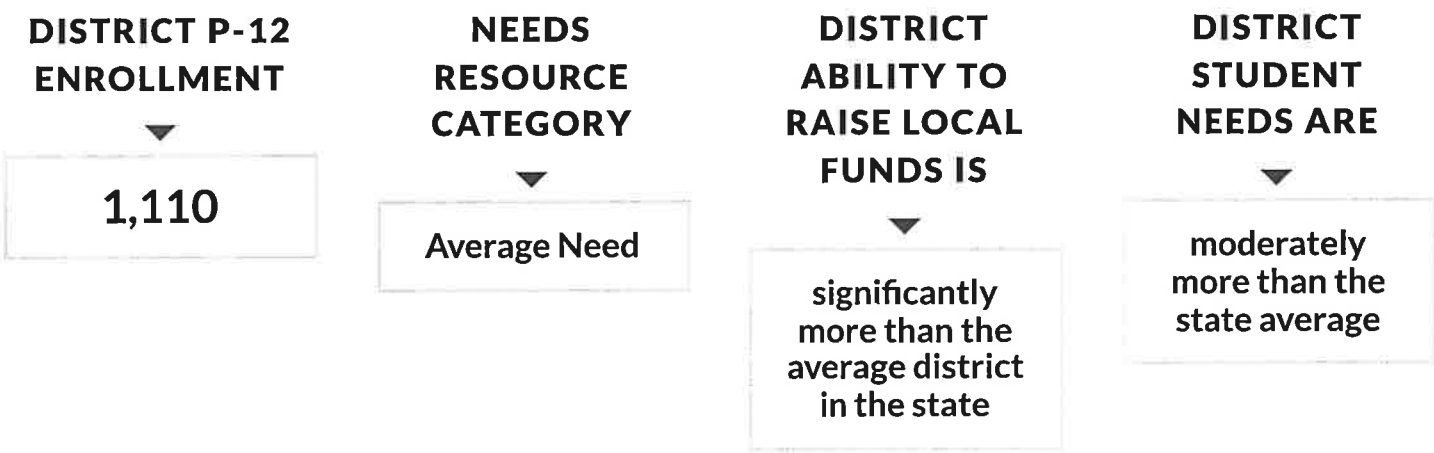 DISTRICT P-12
ENROLLMENT
1,110
NEEDS
RESOURCE
CATEGORY
Average Need
DISTRICT
ABILITY TO
RAISE LOCAL
FUNDS IS
significantly
more than the
average district
in the state
DISTRICT
STUDENT
NEEDS ARE
moderately
more than the
state average